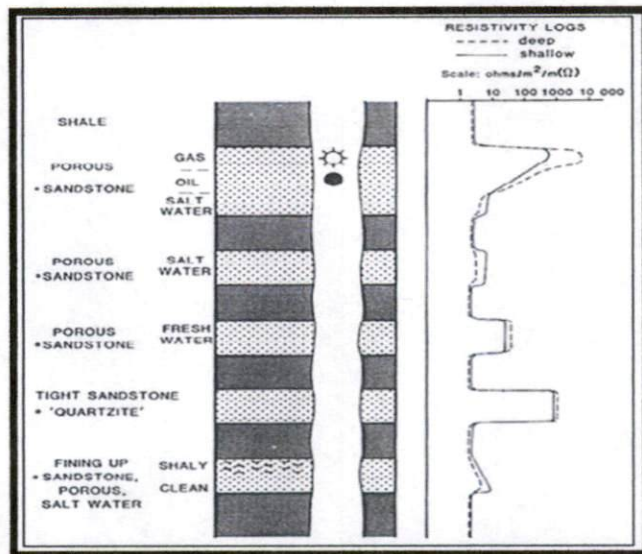 RESISTIVITY LOGS
deep
shallow
Scale: ohms/m²/m(Ω)
1 10 100 1000 10 000
SHALE
POROUS
• SANDSTONE
GAS
OIL
SALT
WATER
POROUS
• SANDSTONE
SALT
WATER
POROUS
• SANDSTONE
FRESH
WATER
TIGHT SANDSTONE
• 'QUARTZITE'
FINING UP
• SANDSTONE,
POROUS,
SALT WATER
SHALY
CLEAN